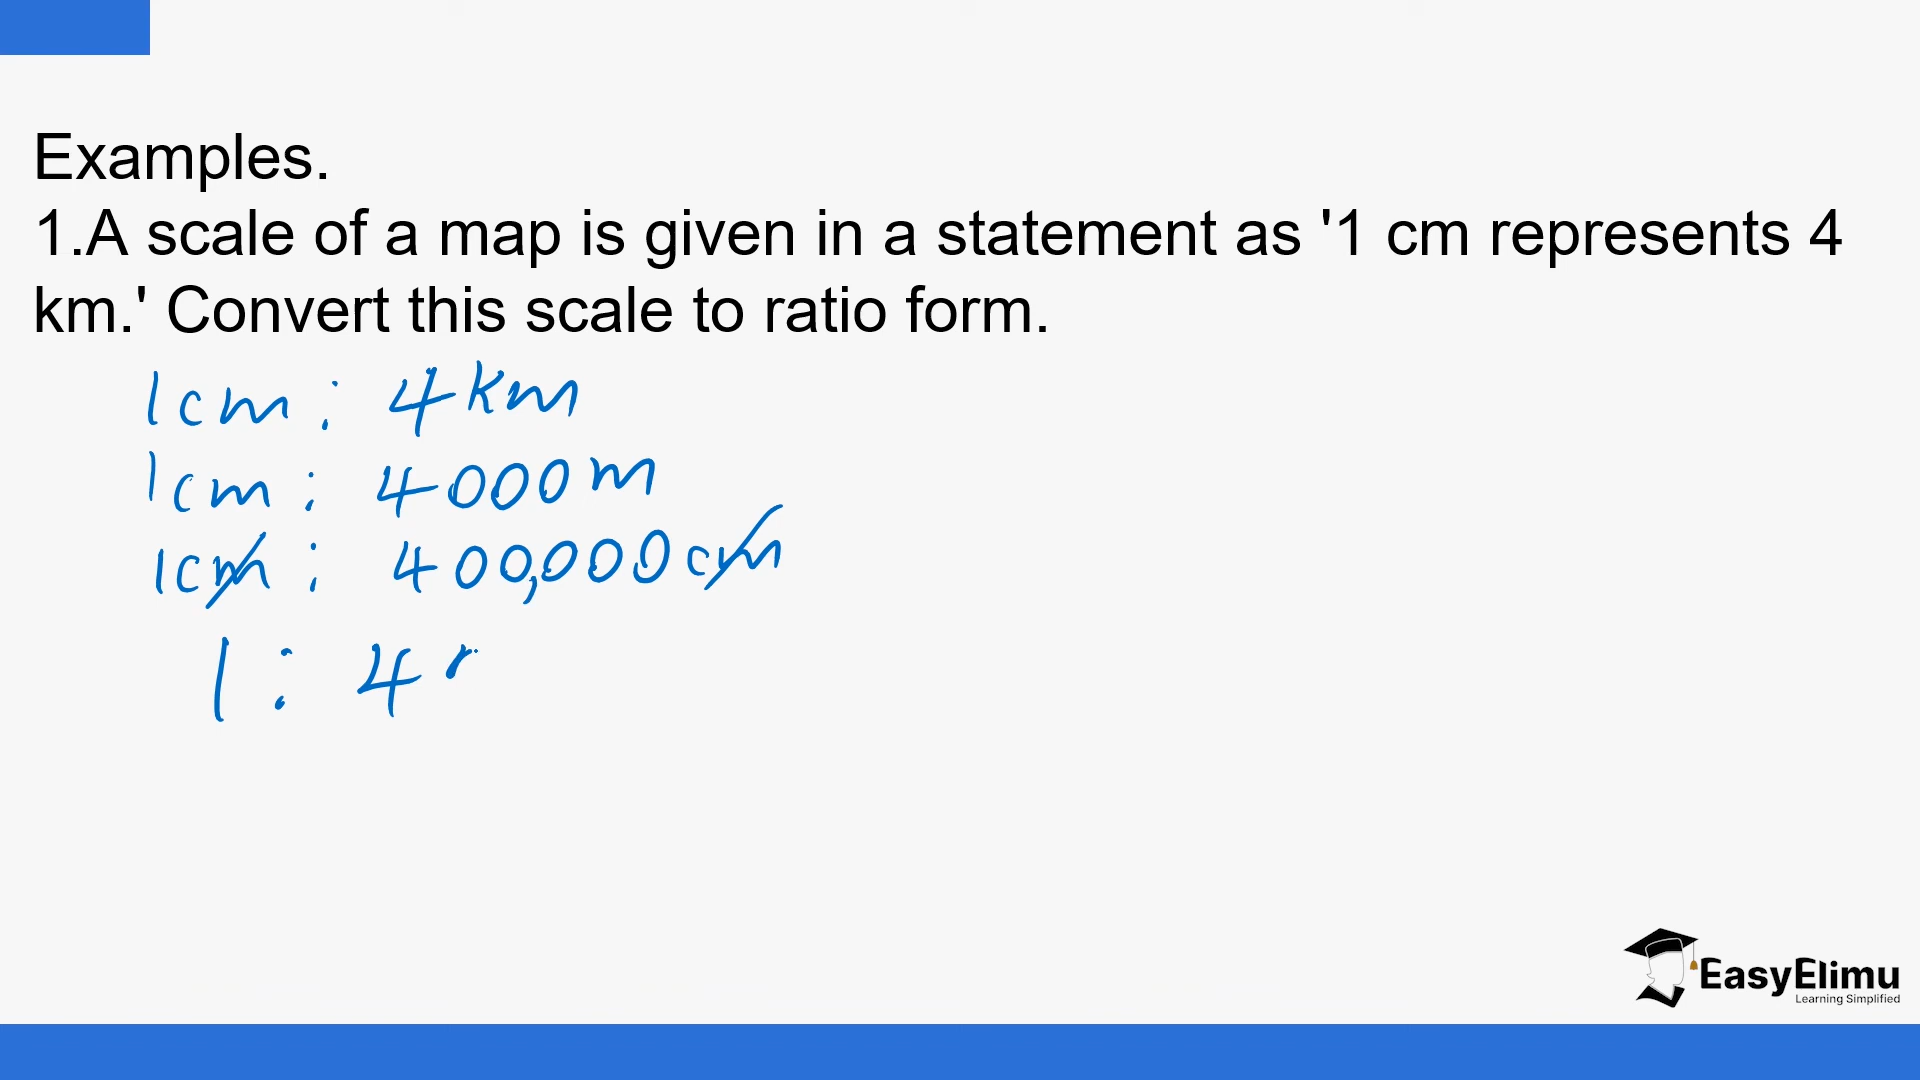 Examples.
1.A scale of a map is given in a statement as '1 cm represents 4
km.' Convert this scale to ratio form.
1cm : 4km
1cm : 4000m
1cm : 400,000cm
1 : 4
EasyElimu
Learning Simplified